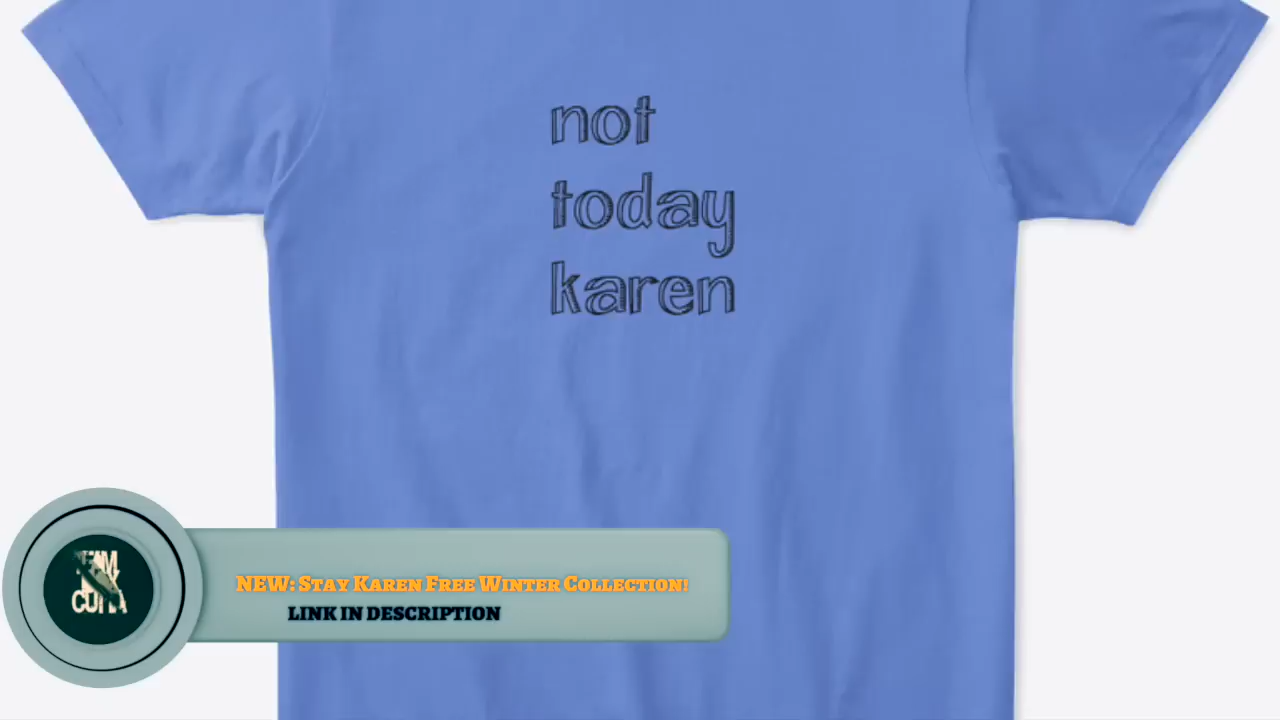 not
today
karen
NEW: Stay Karen Free Winter Collection!
LINK IN DESCRIPTION